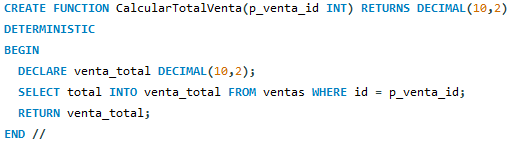 CREATE FUNCTION CalcularTotalVenta(p_venta_id INT) RETURNS DECIMAL(10,2)
DETERMINISTIC
BEGIN
  DECLARE venta_total DECIMAL(10,2);
  SELECT total INTO venta_total FROM ventas WHERE id = p_venta_id;
  RETURN venta_total;
END //